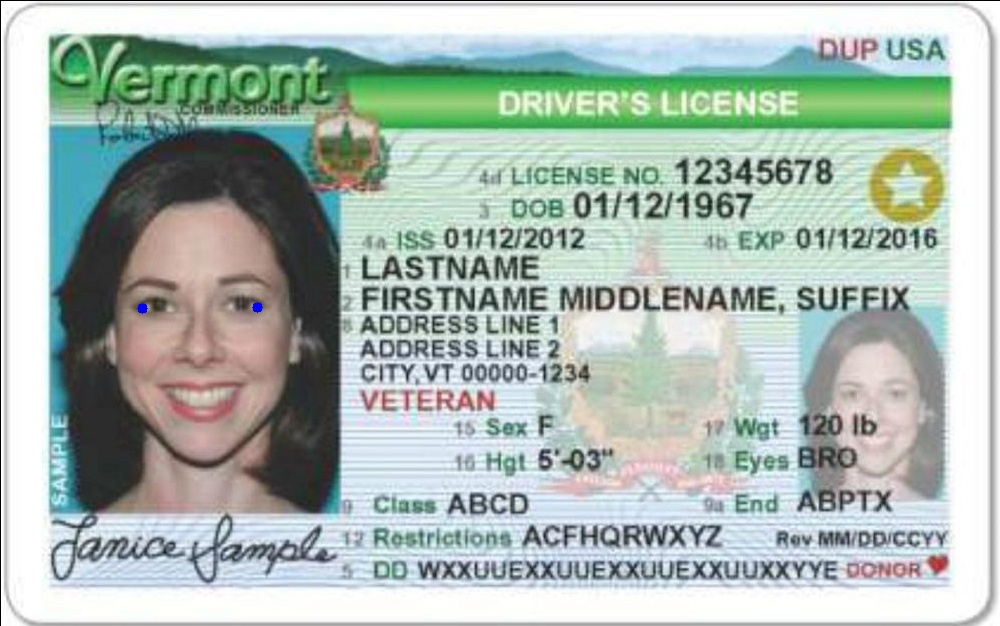 Vermont
COMMISSIONER
DUP USA
DRIVER'S LICENSE
4d LICENSE NO. 12345678
3 DOB 01/12/1967
4a ISS 01/12/2012 4b EXP 01/12/2016
1 LASTNAME
2 FIRSTNAME MIDDLENAME, SUFFIX
8 ADDRESS LINE 1
ADDRESS LINE 2
CITY, VT 00000-1234
VETERAN
15 Sex F 17 Wgt 120 lb
16 Hgt 5'-03" 18 Eyes BRO
9 Class ABCD 9a End ABPTX
12 Restrictions ACFHQRWXYZ Rev MM/DD/CCYY
5 DD WXXUUEXXUUEXXUUEXXUUXXYYE DONOR
SAMPLE
Janice Sample